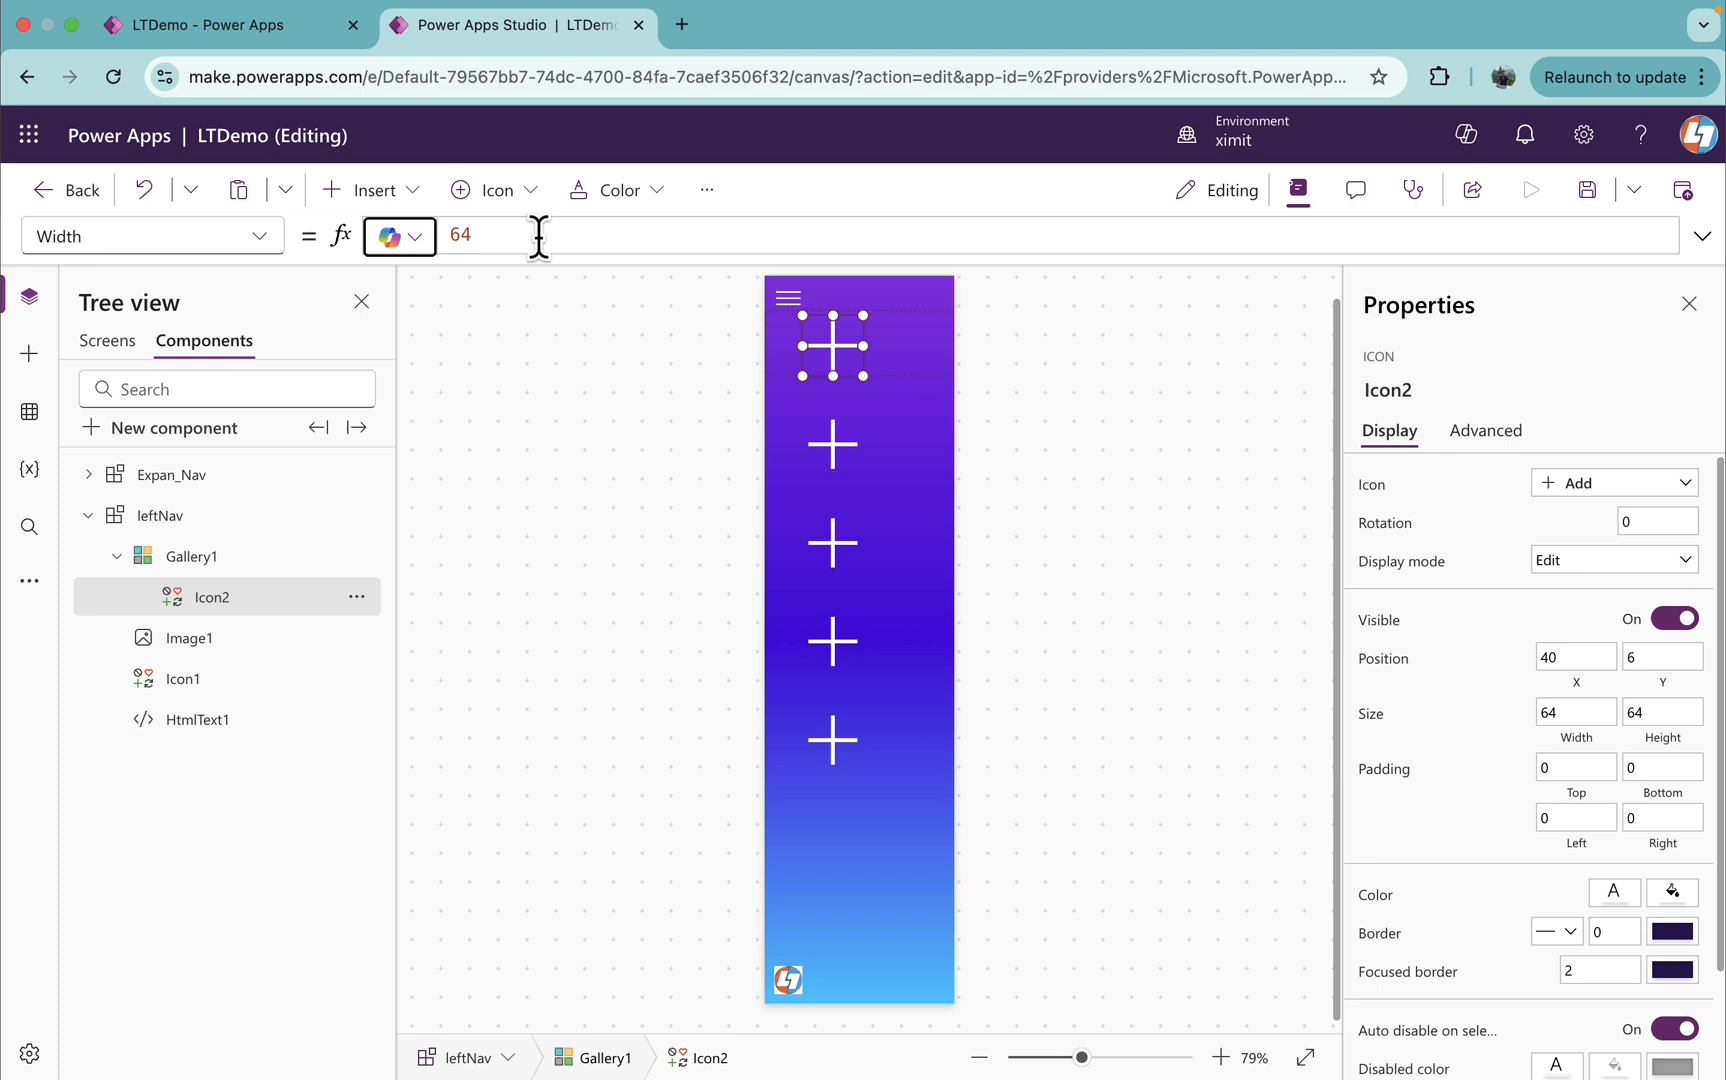 LTDemo - Power Apps
Power Apps Studio | LTDemo
make.powerapps.com/e/Default-79567bb7-74dc-4700-84fa-7caef3506f32/canvas/?action=edit&app-id=%2Fproviders%2FMicrosoft.PowerApp...
Relaunch to update
Power Apps | LTDemo (Editing)
Environment
ximit
Back
Insert
Icon
Color
Editing
Width
= fx
64
Tree view
Screens
Components
Search
New component
Expan_Nav
leftNav
Gallery1
Icon2
Image1
Icon1
HtmlText1
Properties
ICON
Icon2
Display
Advanced
Icon
Add
Rotation
0
Display mode
Edit
Visible
On
Position
40
6
X
Y
Size
64
64
Width
Height
Padding
0
0
Top
Bottom
0
0
Left
Right
Color
A
Border
0
Focused border
2
Auto disable on sele...
On
Disabled color
A
leftNav
Gallery1
Icon2
79%